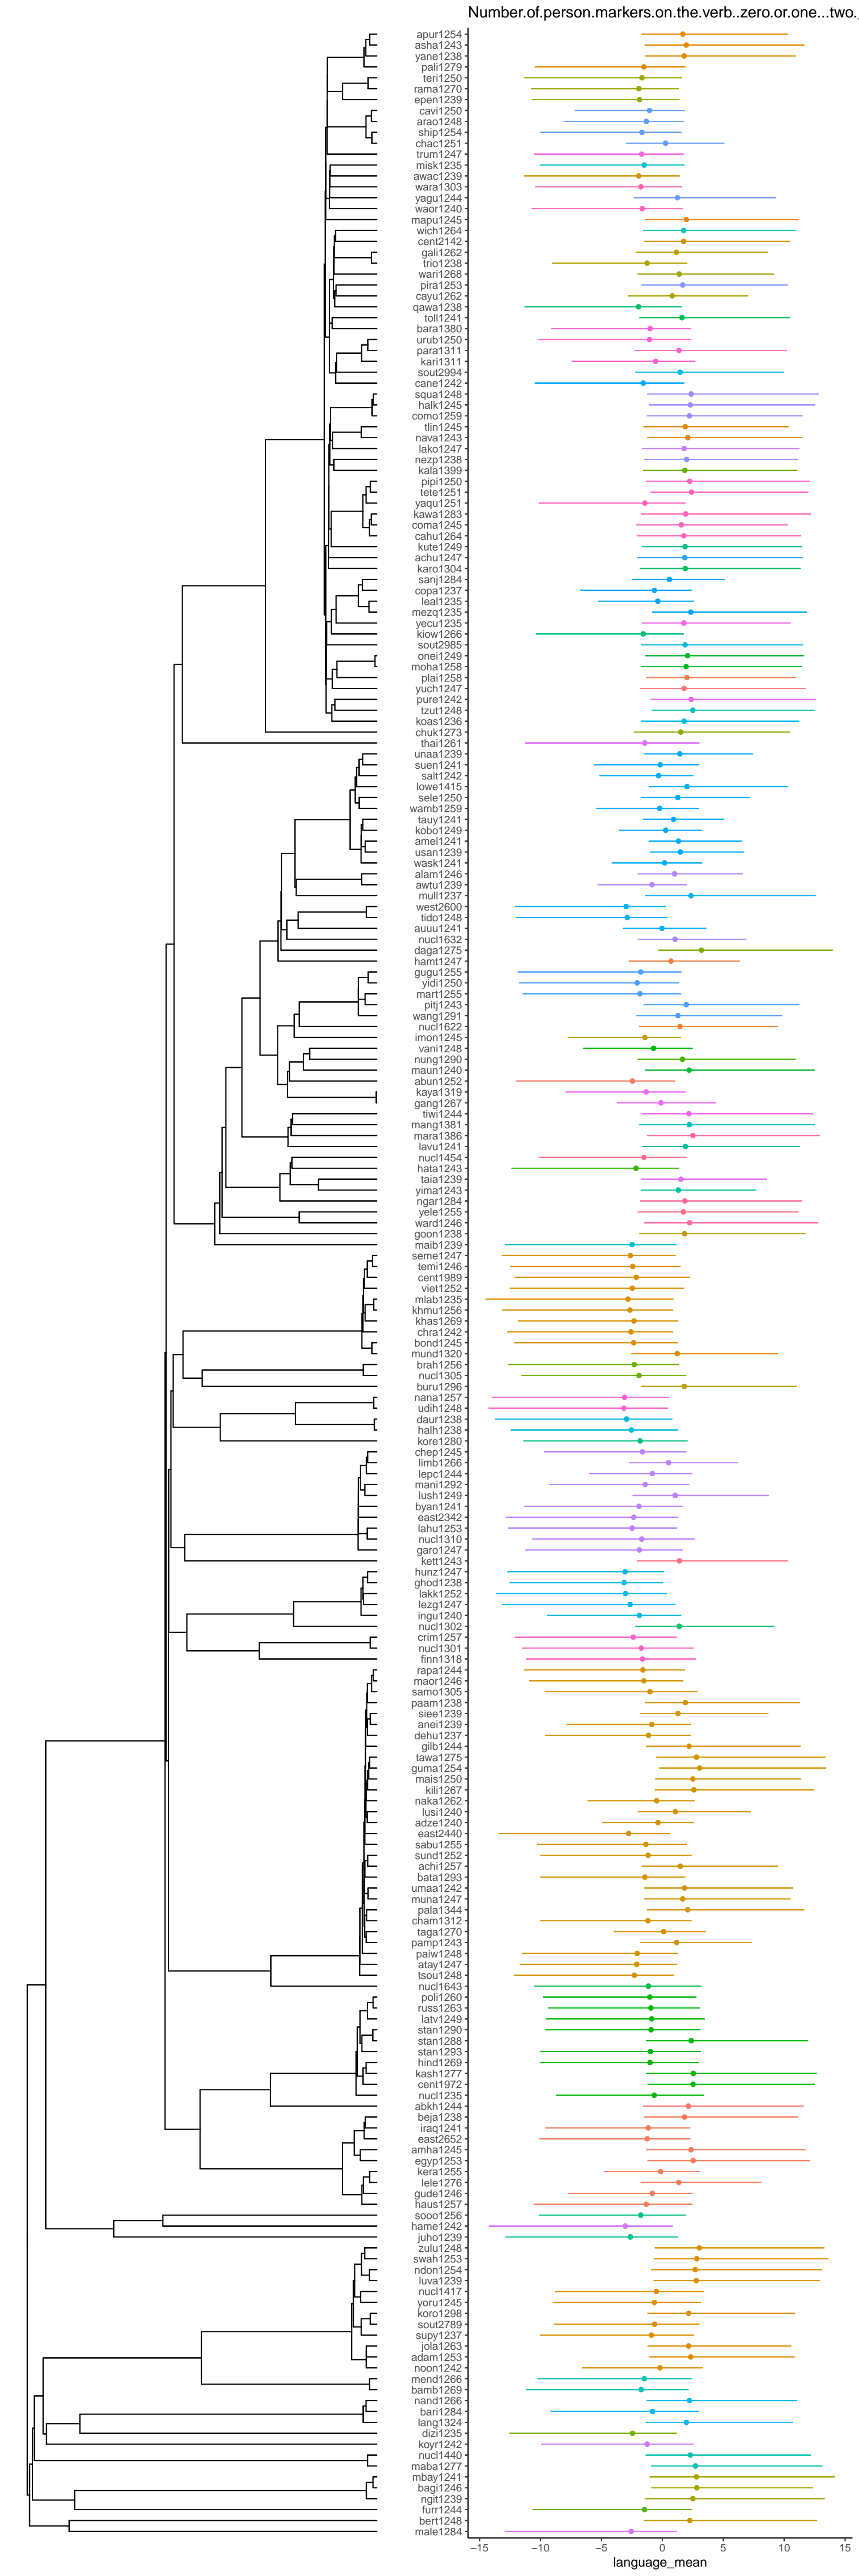 Number.of.person.markers.on.the.verb..zero.or.one...two.
apur1254
asha1243
yane1238
pali1279
teri1250
rama1270
epen1239
cavi1250
arao1248
ship1254
chac1251
trum1247
misk1235
awac1239
wara1303
yagu1244
waor1240
mapu1245
wich1264
cent2142
gali1262
trio1238
wari1268
pira1253
cayu1262
qawa1238
toll1241
bara1380
urub1250
para1311
kari1311
sout2994
cane1242
squa1248
halk1245
como1259
tlin1245
nava1243
lako1247
nezp1238
kala1399
pipi1250
tete1251
yaqu1251
kawa1283
coma1245
cahu1264
kute1249
achu1247
karo1304
sanj1284
copa1237
leal1235
mezq1235
yecu1235
kiow1266
sout2985
onei1249
moha1258
plai1258
yuch1247
pure1242
tzut1248
koas1236
chuk1273
thai1261
unaa1239
suen1241
salt1242
lowe1415
sele1250
wamb1259
tauy1241
kobo1249
amel1241
usan1239
wask1241
alam1246
awtu1239
mull1237
west2600
tido1248
auuu1241
nucl1632
daga1275
hamt1247
gugu1255
yidi1250
mart1255
pitj1243
wang1291
nucl1622
imon1245
vani1248
nung1290
maun1240
abun1252
kaya1319
gang1267
tiwi1244
mang1381
mara1386
lavu1241
nucl1454
hata1243
taia1239
yima1243
ngar1284
yele1255
ward1246
goon1238
maib1239
seme1247
temi1246
cent1989
viet1252
mlab1235
khmu1256
khas1269
chra1242
bond1245
mund1320
brah1256
nucl1305
buru1296
nana1257
udih1248
daur1238
halh1238
kore1280
chep1245
limb1266
lepc1244
mani1292
lush1249
byan1241
east2342
lahu1253
nucl1310
garo1247
kett1243
hunz1247
ghod1238
lakk1252
lezg1247
ingu1240
nucl1302
crim1257
nucl1301
finn1318
rapa1244
maor1246
samo1305
paam1238
siee1239
anei1239
dehu1237
gilb1244
tawa1275
guma1254
mais1250
kili1267
naka1262
lusi1240
adze1240
east2440
sabu1255
sund1252
achi1257
bata1293
umaa1242
muna1247
pala1344
cham1312
taga1270
pamp1243
paiw1248
atay1247
tsou1248
nucl1643
poli1260
russ1263
latv1249
stan1290
stan1288
stan1293
hind1269
kash1277
cent1972
nucl1235
abkh1244
beja1238
iraq1241
east2652
amha1245
egyp1253
kera1255
lele1276
gude1246
haus1257
sooo1256
hame1242
juho1239
zulu1248
swah1253
ndon1254
luva1239
nucl1417
yoru1245
koro1298
sout2789
supy1237
jola1263
adam1253
noon1242
mend1266
bamb1269
nand1266
bari1284
lang1324
dizi1235
koyr1242
nucl1440
maba1277
mbay1241
bagi1246
ngit1239
furr1244
bert1248
male1284
−15 −10 −5 0 5 10 15
language_mean